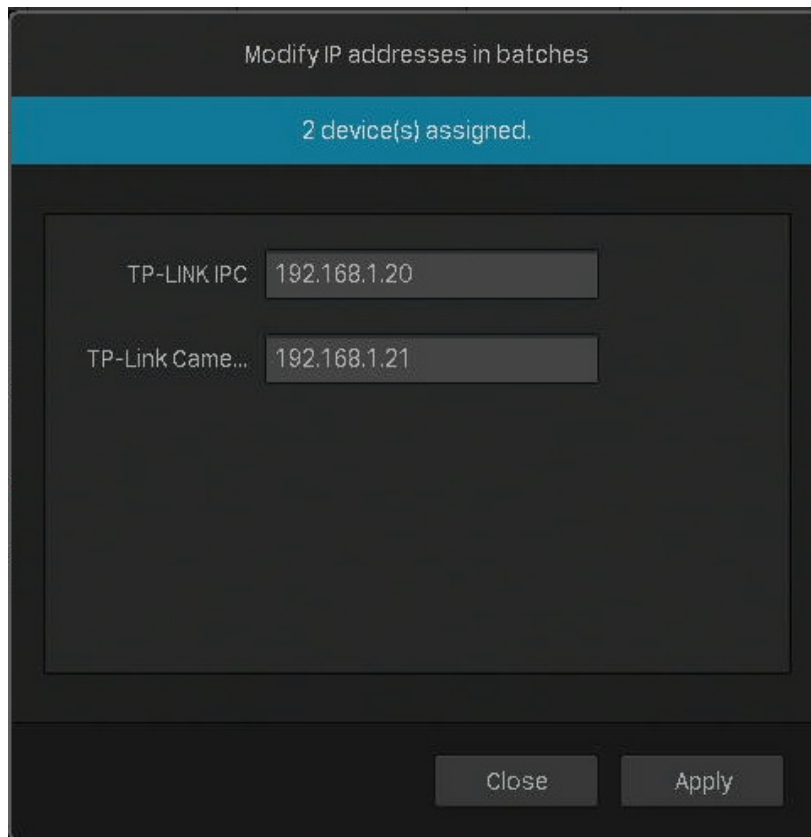 Modify IP addresses in batches
2 device(s) assigned.
TP-LINK IPC 192.168.1.20
TP-Link Came... 192.168.1.21
Close Apply